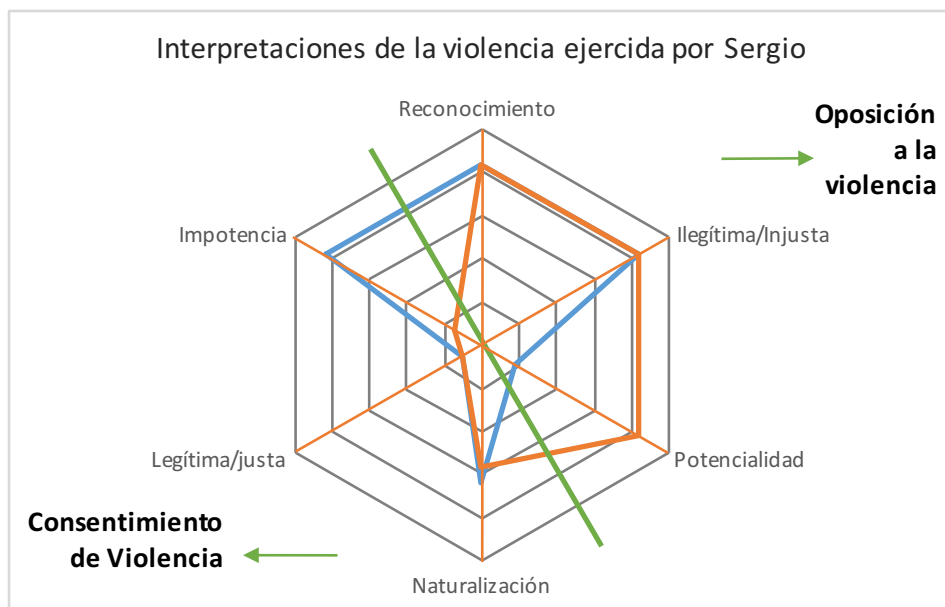 Interpretaciones de la violencia ejercida por Sergio
Reconocimiento
Oposición
a la
violencia
Impotencia
Ilegítima/Injusta
Legítima/justa
Potencialidad
Consentimiento
de Violencia
Naturalización